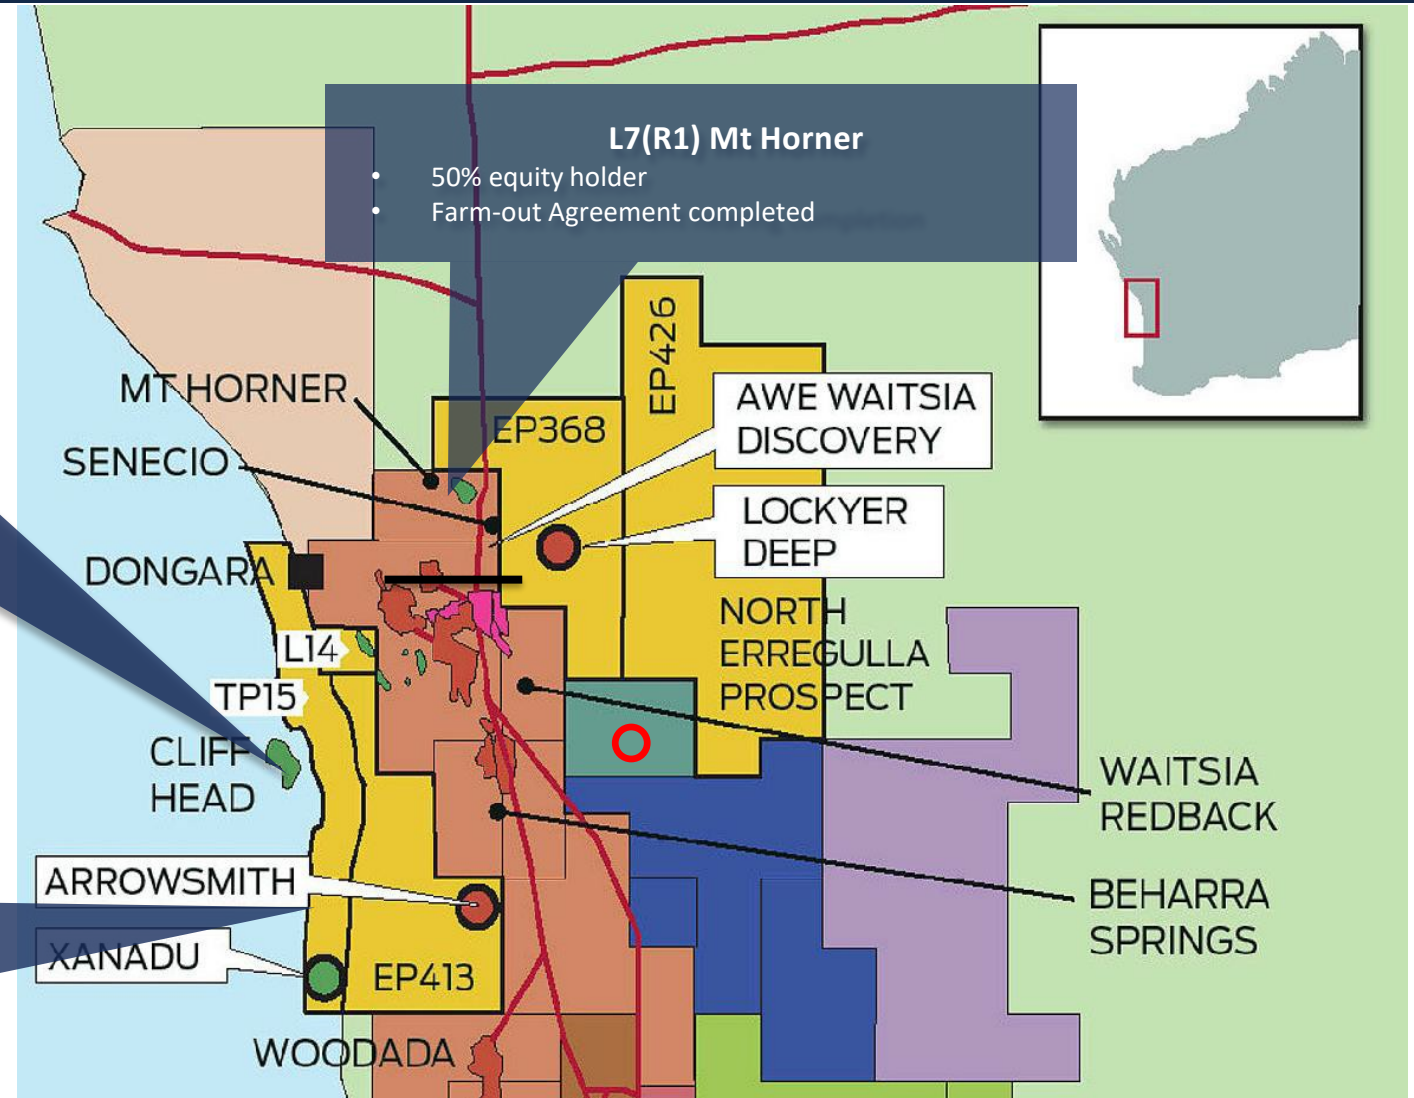 L7(R1) Mt Horner
• 50% equity holder
• Farm-out Agreement completed
EP426
MT HORNER
AWE WAITSIA
DISCOVERY
EP368
SENECIO
LOCKYER
DEEP
DONGARA
NORTH
ERREGULLA
PROSPECT
L14
TP15
CLIFF
HEAD
WAITSIA
REDBACK
ARROWSMITH
BEHARRA
SPRINGS
XANADU
EP413
WOODADA